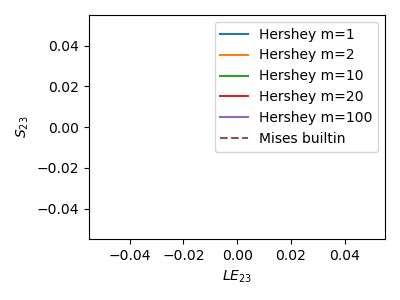 Hershey m=1
Hershey m=2
Hershey m=10
Hershey m=20
Hershey m=100
Mises builtin
0.04
0.02
0.00
−0.02
−0.04
S₂₃
−0.04 −0.02 0.00 0.02 0.04
LE₂₃